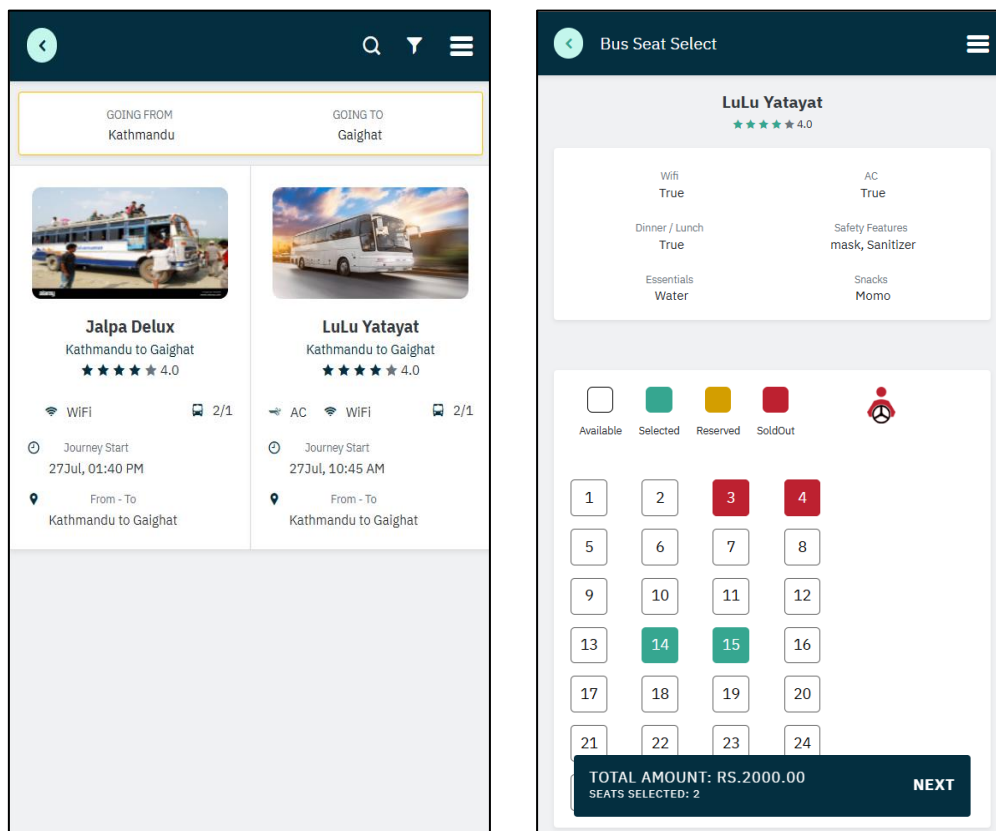 GOING FROM
Kathmandu
GOING TO
Gaighat
alamy
Jalpa Delux
Kathmandu to Gaighat
4.0
WiFi
2/1
Journey Start
27Jul, 01:40 PM
From - To
Kathmandu to Gaighat
LuLu Yatayat
Kathmandu to Gaighat
4.0
AC WiFi
2/1
Journey Start
27Jul, 10:45 AM
From - To
Kathmandu to Gaighat
Bus Seat Select
LuLu Yatayat
4.0
Wifi
True
AC
True
Dinner / Lunch
True
Safety Features
mask, Sanitizer
Essentials
Water
Snacks
Momo
Available Selected Reserved SoldOut
1 2 3 4
5 6 7 8
9 10 11 12
13 14 15 16
17 18 19 20
21 22 23 24
TOTAL AMOUNT: RS.2000.00
SEATS SELECTED: 2
NEXT